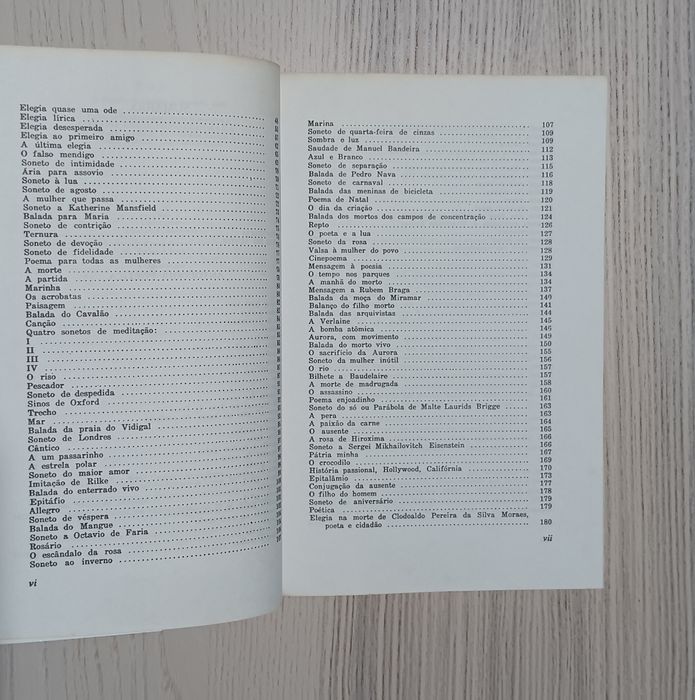 Elegia quase uma ode
Elegia lírica
Elegia desesperada
Elegia ao primeiro amigo
A última elegia
O falso mendigo
Soneto de intimidade
Ária para assovio
Soneto à lua
Soneto de agosto
A mulher que passa
Soneto a Katherine Mansfield
Balada para Maria
Soneto de contrição
Ternura
Soneto de devoção
Soneto de fidelidade
Poema para todas as mulheres
A morte
A partida
Marinha
Os acrobatas
Paisagem
Balada do Cavalão
Canção
Quatro sonetos de meditação:
I
II
III
IV
O riso
Pescador
Soneto de despedida
Sinos de Oxford
Trecho
Mar
Balada da praia do Vidigal
Soneto de Londres
Cântico
A um passarinho
A estrela polar
Soneto do maior amor
Imitação de Rilke
Balada do enterrado vivo
Epitáfio
Allegro
Soneto de véspera
Balada do Mangue
Soneto a Octavio de Faria
Rosário
O escândalo da rosa
Soneto ao inverno
vi
Marina 107
Soneto de quarta-feira de cinzas 109
Sombra e luz 109
Saudade de Manuel Bandeira 112
Azul e Branco 113
Soneto de separação 115
Balada de Pedro Nava 116
Soneto de carnaval 118
Balada das meninas de bicicleta 119
Poema de Natal 120
O dia da criação 121
Balada dos mortos dos campos de concentração 124
Repto 126
O poeta e a lua 127
Soneto da rosa 128
Valsa à mulher do povo 128
Cinepoema 129
Mensagem à poesia 131
O tempo nos parques 134
A manhã do morto 134
Mensagem a Rubem Braga 137
Balada da moça do Miramar 149
Balanço do filho morto 141
Balada das arquivistas 144
A Verlaine 145
A bomba atômica 146
Aurora, com movimento 149
Balada do morto vivo 150
O sacrifício da Aurora 155
Soneto da mulher inútil 156
O rio 157
Bilhete a Baudelaire 157
A morte de madrugada 158
O assassino 160
Poema enjoadinho 161
Soneto do só ou Parábola de Malte Laurids Brigge 163
A pera 163
A paixão da carne 164
O ausente 165
A rosa de Hiroxima 166
Soneto a Sergei Mikhailovitch Eisenstein 166
Pátria minha 167
O crocodilo 169
História passional, Hollywood, Califórnia 170
Epitalâmio 173
Conjugação da ausente 177
O filho do homem 178
Soneto de aniversário 179
Poética 179
Elegia na morte de Clodoaldo Pereira da Silva Moraes,
poeta e cidadão 180
vii